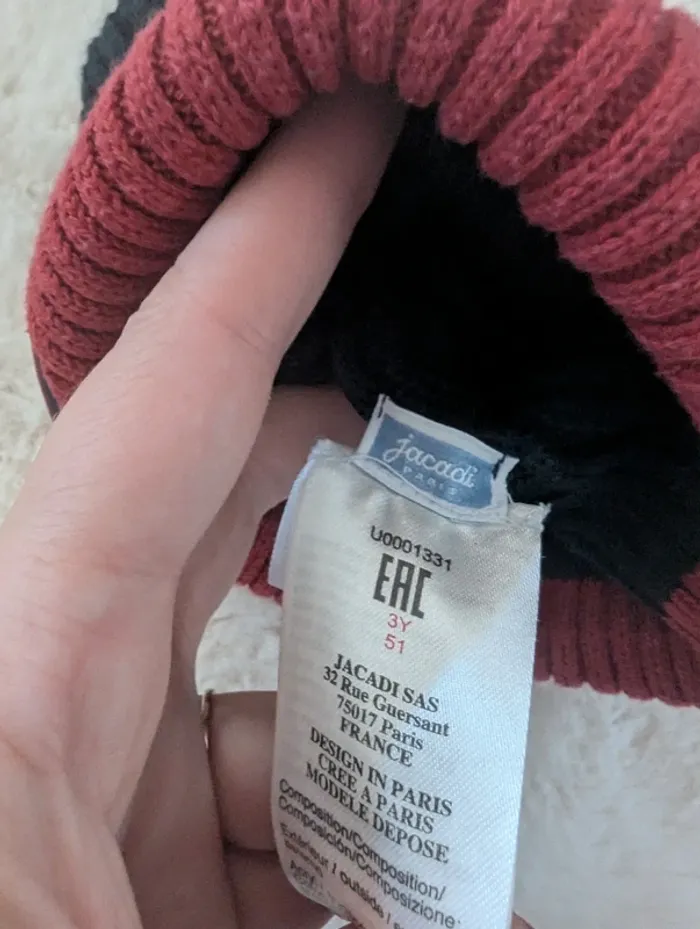 jacadi
PARIS
U0001331
EAC
3Y
51
JACADI SAS
32 Rue Guersant
75017 Paris
FRANCE
DESIGN IN PARIS
CREE A PARIS
MODELE DEPOSE
Composition/Composition/
Composición/Composizione:
Extérieur / outside /